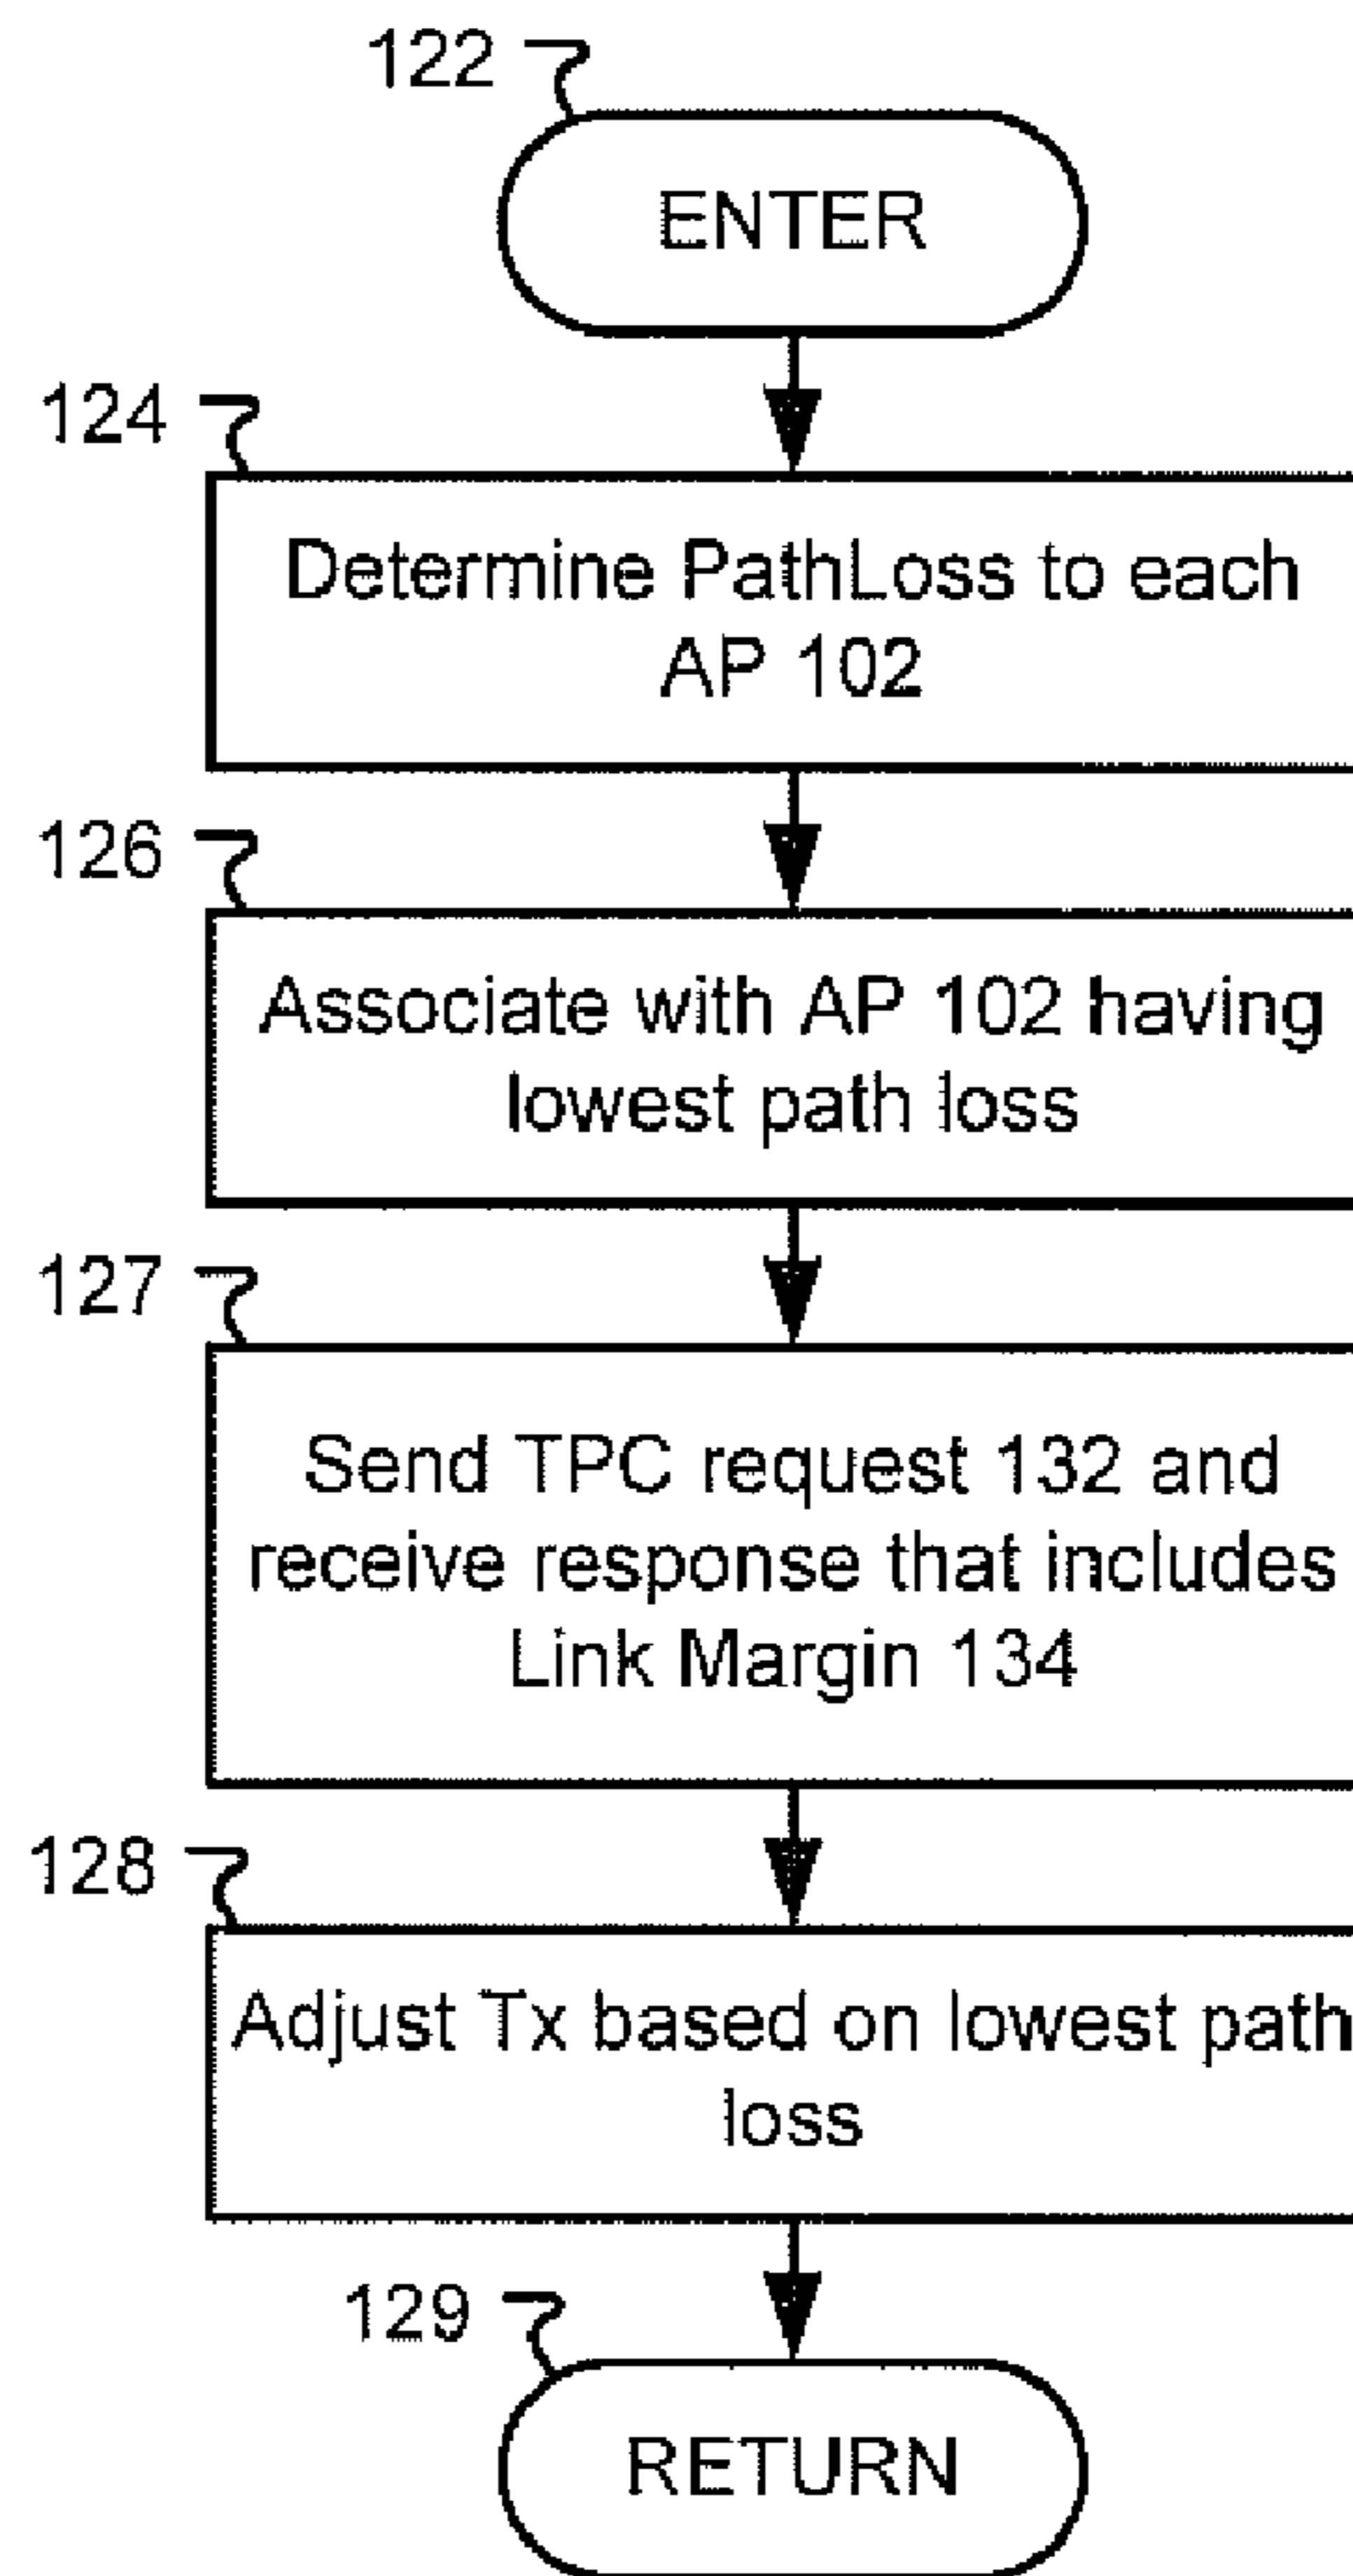 122
ENTER
124
Determine PathLoss to each
AP 102
126
Associate with AP 102 having
lowest path loss
127
Send TPC request 132 and
receive response that includes
Link Margin 134
128
Adjust Tx based on lowest path
loss
129
RETURN